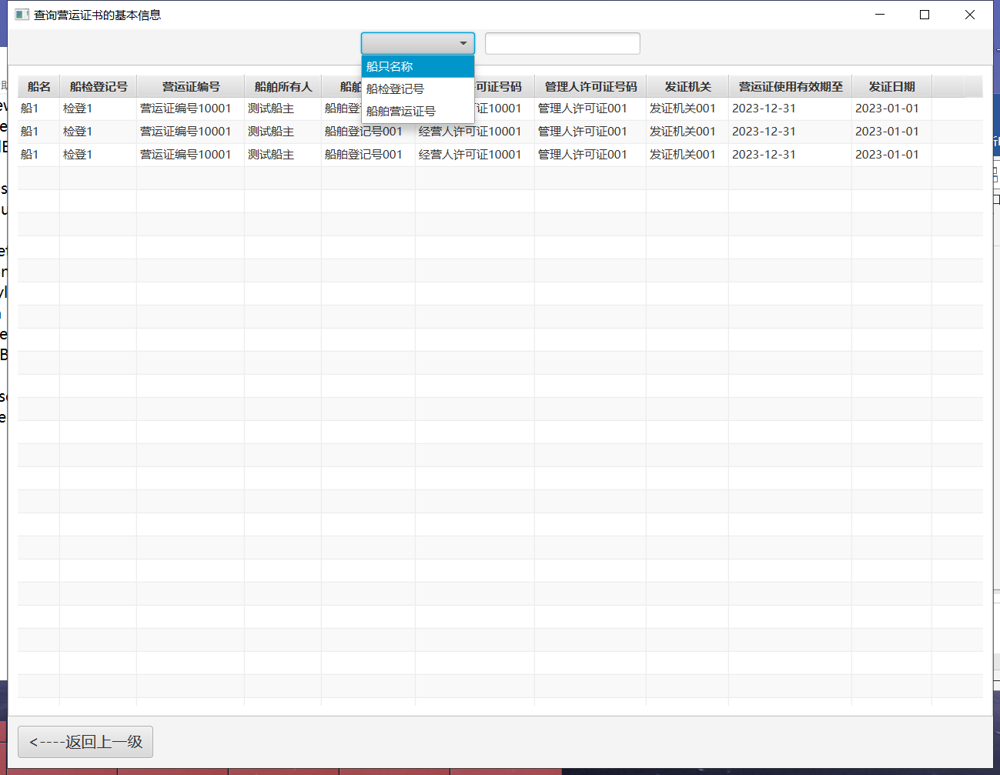 查询营运证书的基本信息
船只名称
船检登记号
船舶营运证号
船名 船检登记号 营运证编号 船舶所有人 船舶 可证号码 管理人许可证号码 发证机关 营运证使用有效期至 发证日期
船1 检登1 营运证编号10001 测试船主 船舶登 可证10001 管理人许可证001 发证机关001 2023-12-31 2023-01-01
船1 检登1 营运证编号10001 测试船主 船舶登记号001 经营人许可证10001 管理人许可证001 发证机关001 2023-12-31 2023-01-01
船1 检登1 营运证编号10001 测试船主 船舶登记号001 经营人许可证10001 管理人许可证001 发证机关001 2023-12-31 2023-01-01
<----返回上一级